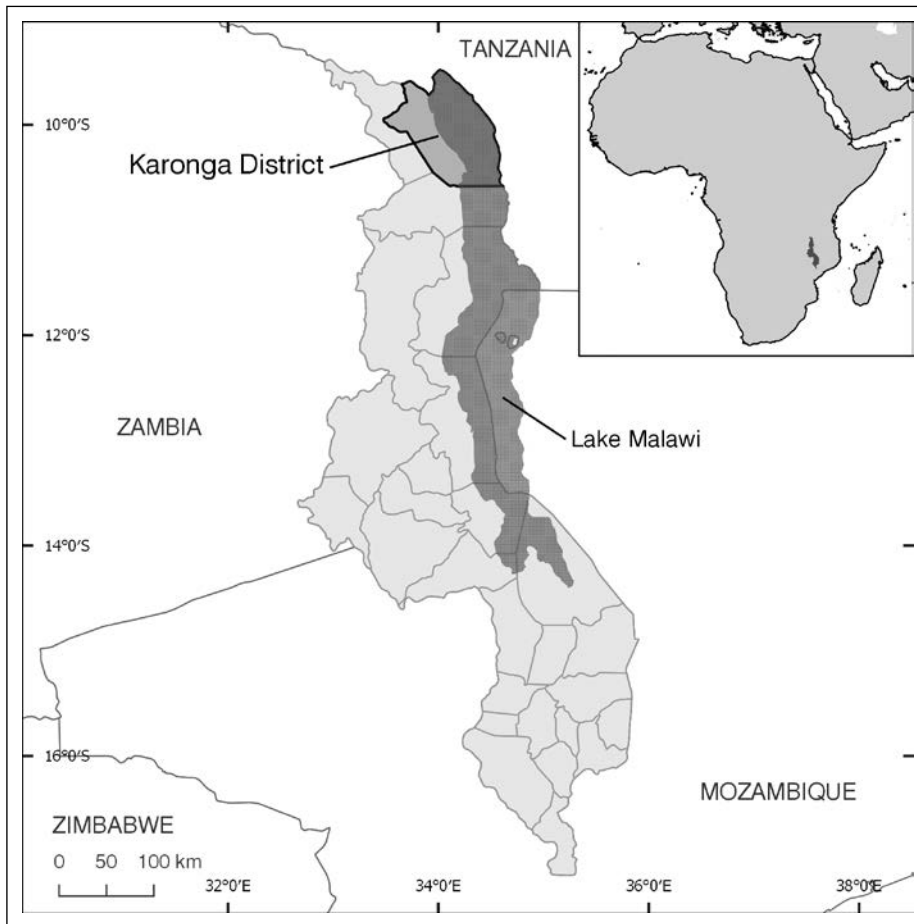 TANZANIA
10°0'S
Karonga District
12°0'S
ZAMBIA
Lake Malawi
14°0'S
16°0'S
MOZAMBIQUE
ZIMBABWE
0 50 100 km
32°0'E 34°0'E 36°0'E 38°0'E